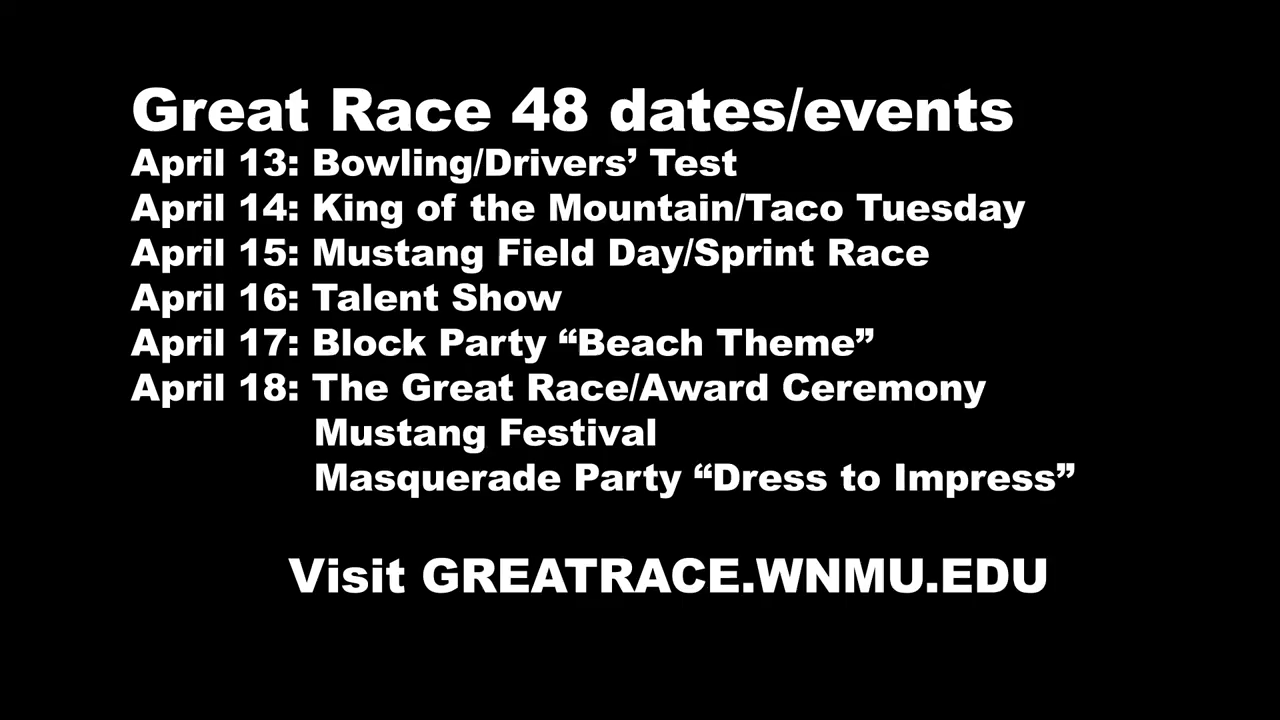 Great Race 48 dates/events
April 13: Bowling/Drivers’ Test
April 14: King of the Mountain/Taco Tuesday
April 15: Mustang Field Day/Sprint Race
April 16: Talent Show
April 17: Block Party “Beach Theme”
April 18: The Great Race/Award Ceremony
Mustang Festival
Masquerade Party “Dress to Impress”
Visit GREATRACE.WNMU.EDU